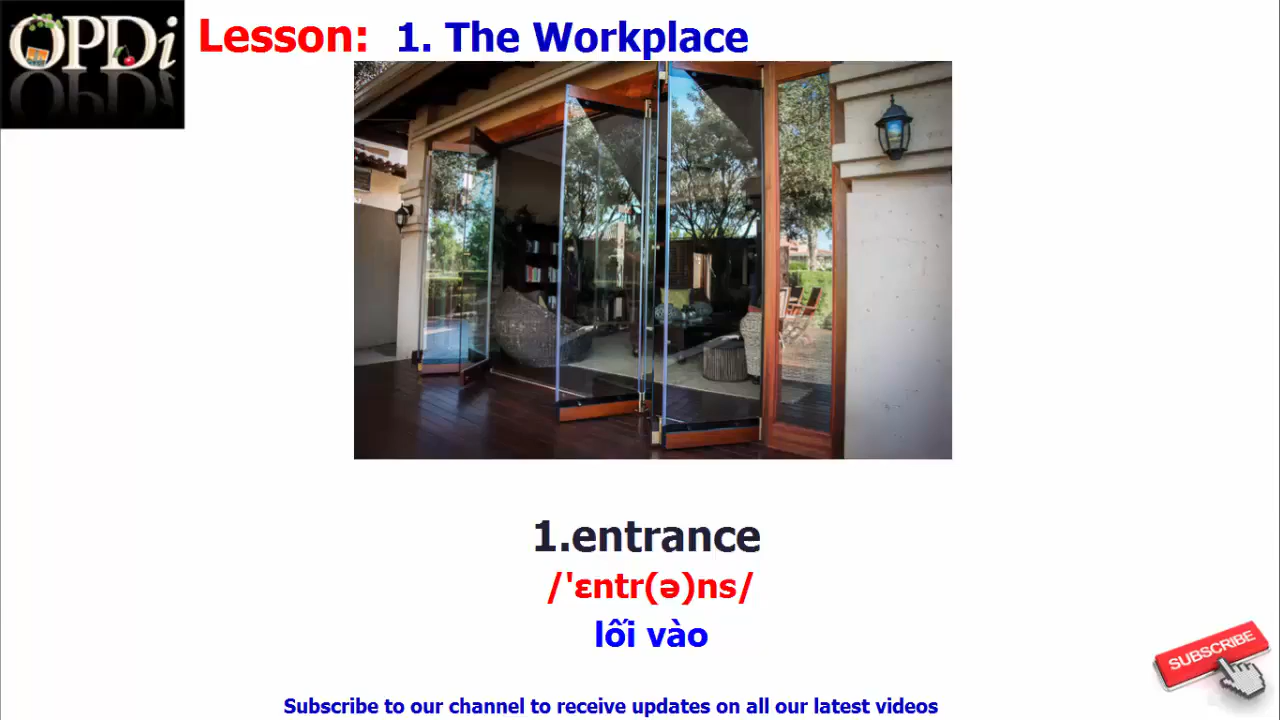 OPDi
Lesson: 1. The Workplace
1.entrance
/ˈɛntr(ə)ns/
lối vào
SUBSCRIBE
Subscribe to our channel to receive updates on all our latest videos